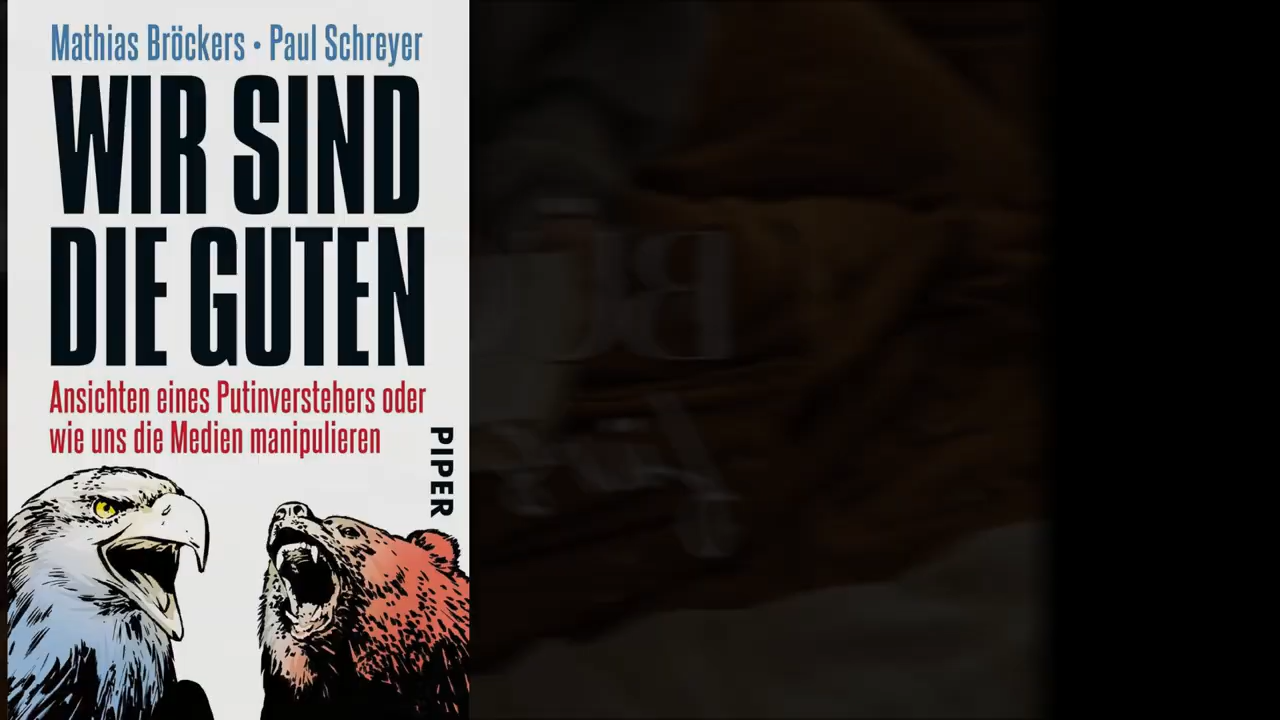 Mathias Bröckers • Paul Schreyer
WIR SIND
DIE GUTEN
Ansichten eines Putinverstehers oder
wie uns die Medien manipulieren
PIPER